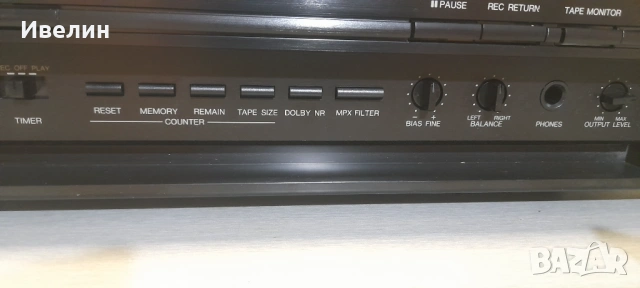 Ивелин
PAUSE REC RETURN TAPE MONITOR
REC OFF PLAY
TIMER
RESET MEMORY REMAIN TAPE SIZE DOLBY NR MPX FILTER
COUNTER
− + BIAS FINE
LEFT RIGHT BALANCE
PHONES
MIN MAX OUTPUT LEVEL
BAZAR